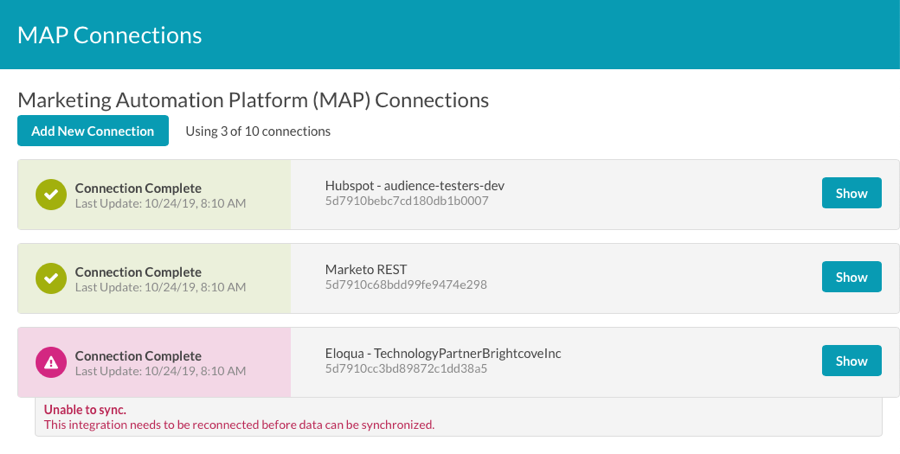 MAP Connections
Marketing Automation Platform (MAP) Connections
Add New Connection Using 3 of 10 connections
Connection Complete
Last Update: 10/24/19, 8:10 AM
Hubspot - audience-testers-dev
5d7910bebc7cd180db1b0007
Show
Connection Complete
Last Update: 10/24/19, 8:10 AM
Marketo REST
5d7910c68bdd99fe9474e298
Show
Connection Complete
Last Update: 10/24/19, 8:10 AM
Eloqua - TechnologyPartnerBrightcoveInc
5d7910cc3bd89872c1dd38a5
Show
Unable to sync.
This integration needs to be reconnected before data can be synchronized.